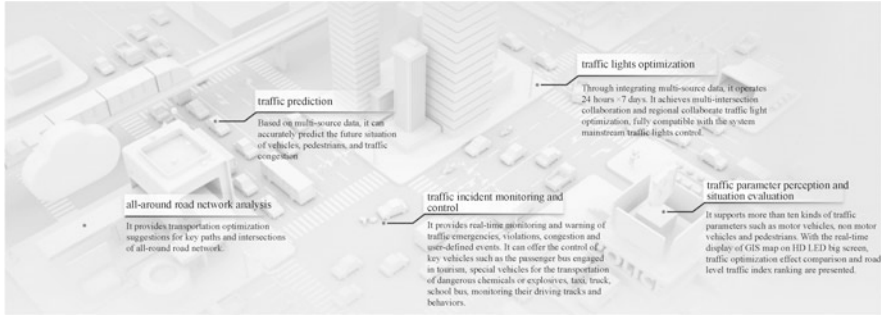 traffic prediction
Based on multi-source data, it can
accurately predict the future situation
of vehicles, pedestrians, and traffic
congestion
traffic lights optimization
Through integrating multi-source data, it operates
24 hours ×7 days. It achieves multi-intersection
collaboration and regional collaborate traffic light
optimization, fully compatible with the system
mainstream traffic lights control.
all-around road network analysis
It provides transportation optimization
suggestions for key paths and intersections
of all-around road network.
traffic incident monitoring and
control
It provides real-time monitoring and warning of
traffic emergencies, violations, congestion and
user-defined events. It can offer the control of
key vehicles such as the passenger bus engaged
in tourism, special vehicles for the transportation
of dangerous chemicals or explosives, taxi, truck,
school bus, monitoring their driving tracks and
behaviors.
traffic parameter perception and
situation evaluation
It supports more than ten kinds of traffic
parameters such as motor vehicles, non motor
vehicles and pedestrians. With the real-time
display of GIS map on HD LED big screen,
traffic optimization effect comparison and road
level traffic index ranking are presented.